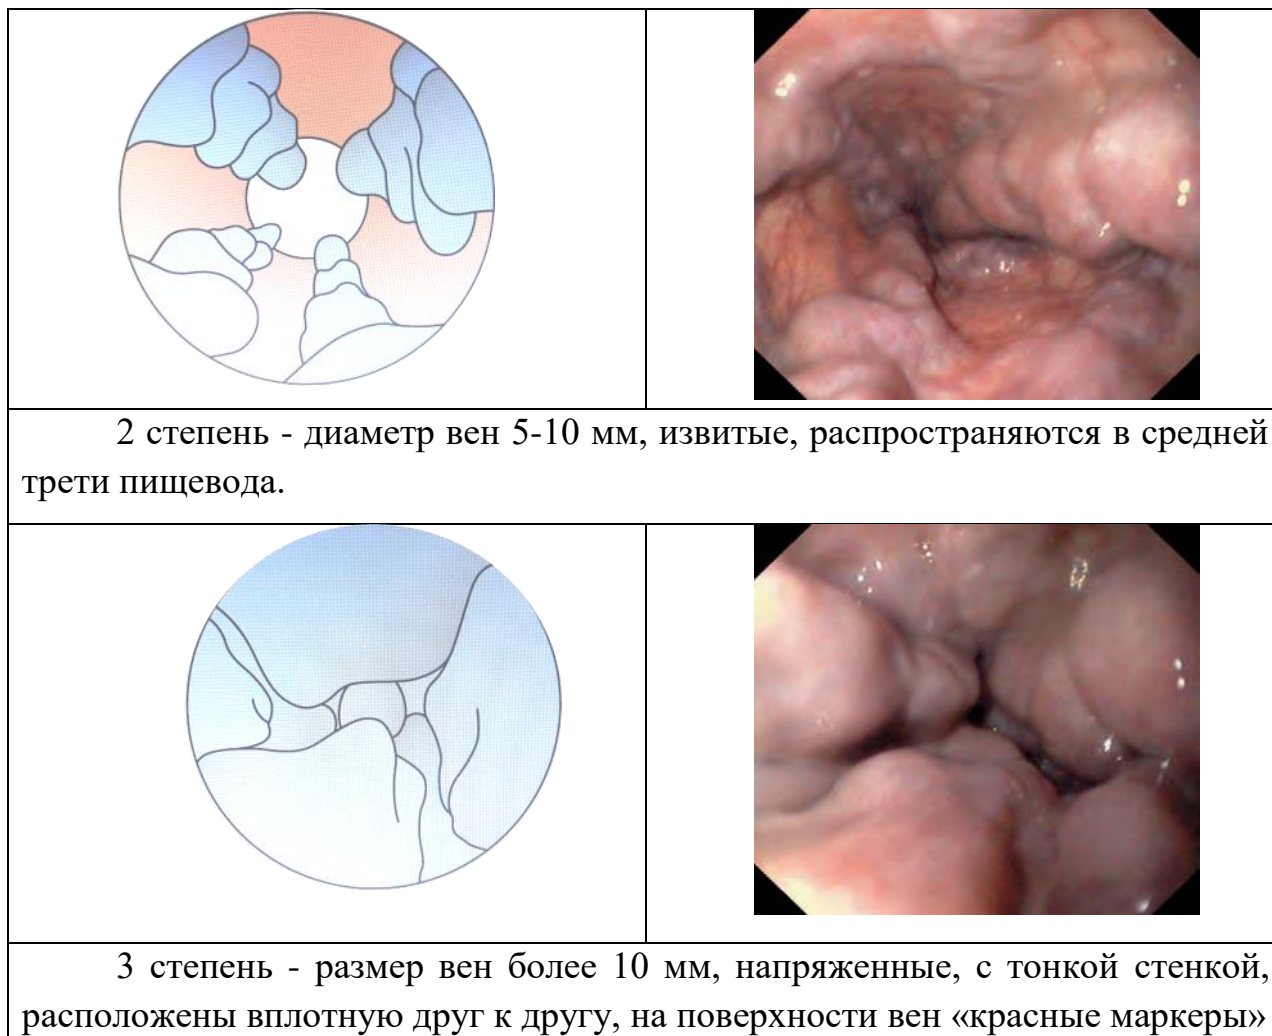 2 степень - диаметр вен 5-10 мм, извитые, распространяются в средней
трети пищевода.
3 степень - размер вен более 10 мм, напряженные, с тонкой стенкой,
расположены вплотную друг к другу, на поверхности вен «красные маркеры»